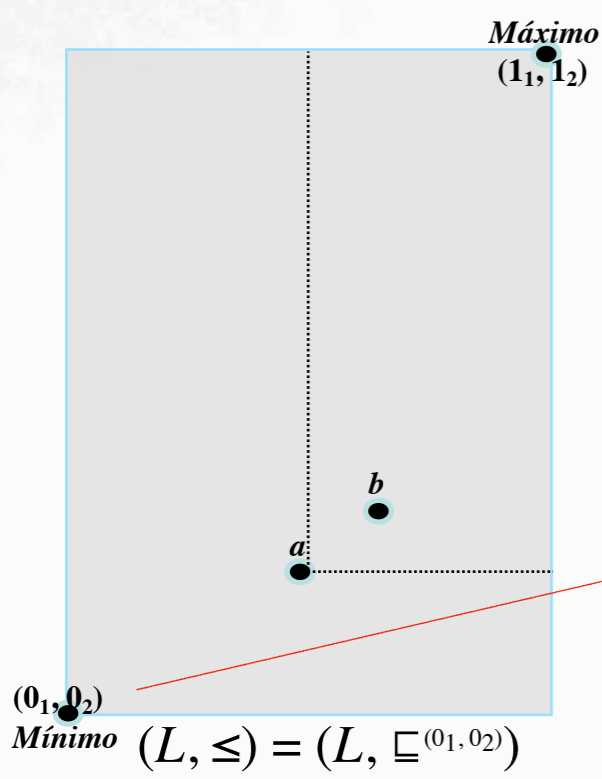 Máximo
(1₁, 1₂)
b
a
(0₁, 0₂)
Mínimo
(L, ≤) = (L, ⊑⁽⁰¹, ⁰²⁾)